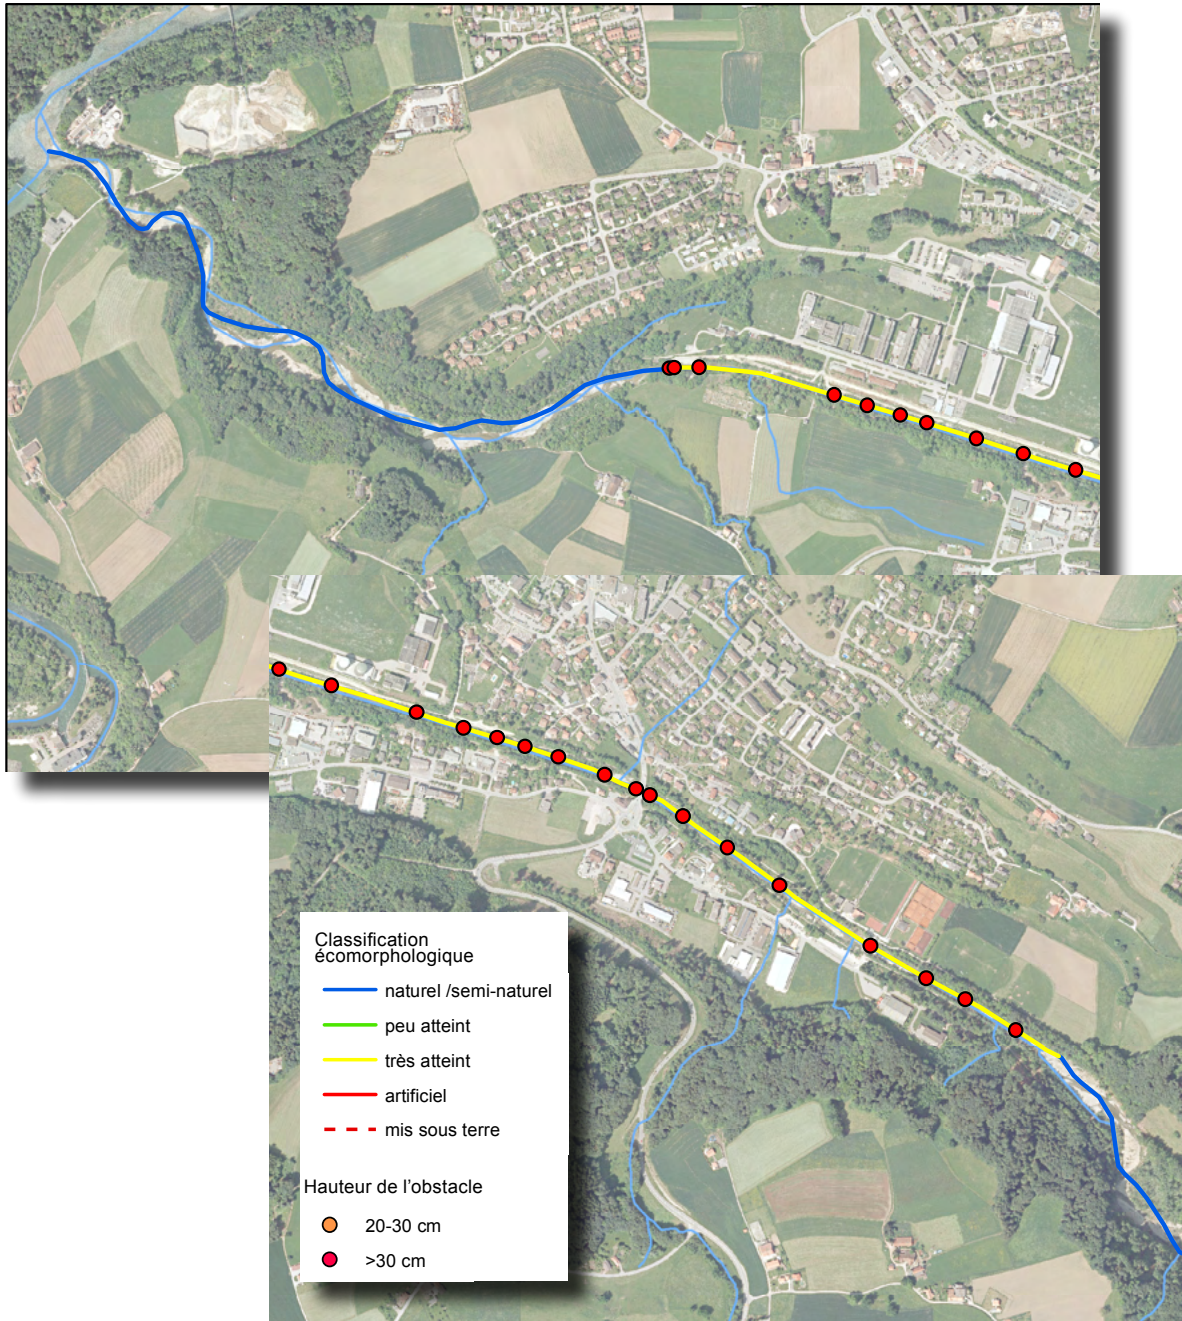 Classification
écomorphologique
naturel /semi-naturel
peu atteint
très atteint
artificiel
mis sous terre
Hauteur de l'obstacle
20-30 cm
>30 cm